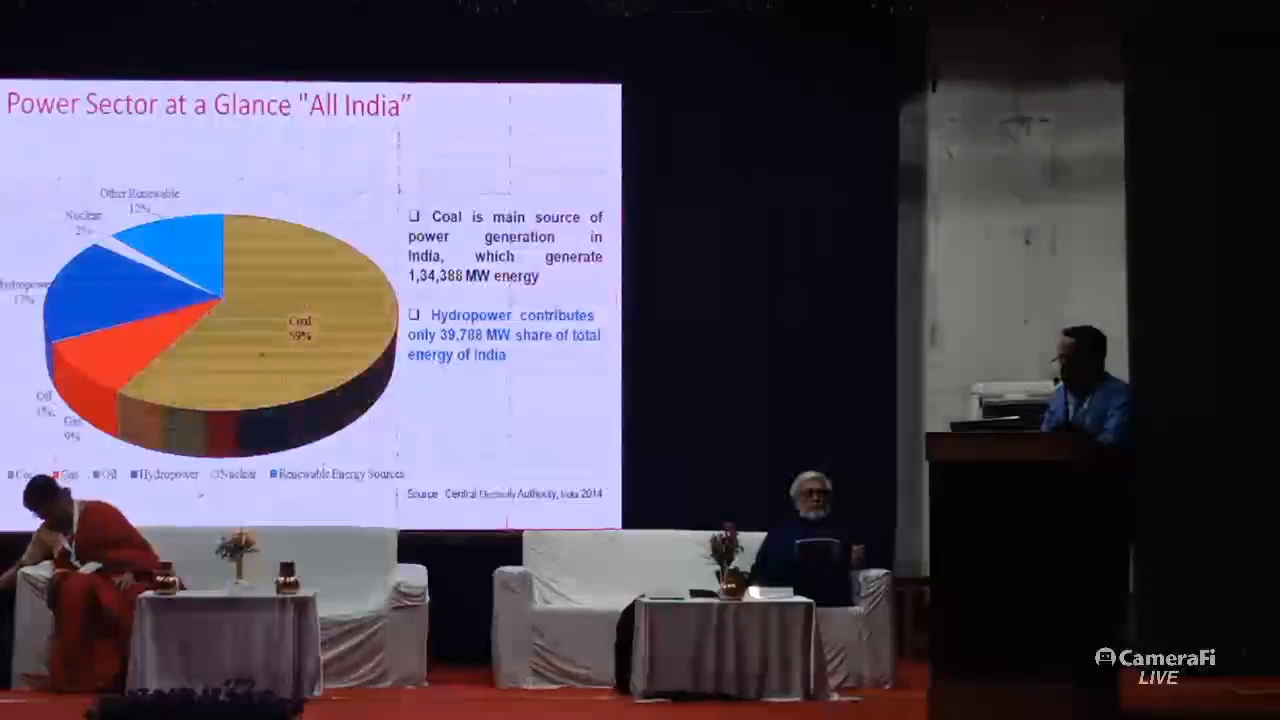 Power Sector at a Glance "All India”
Other Renewable
12%
Nuclear
2%
Hydropower
17%
Coal
59%
Oil
1%
Gas
9%
❑ Coal is main source of
power generation in
India, which generate
1,34,388 MW energy
❑ Hydropower contributes
only 39,788 MW share of total
energy of India
Gas Oil Hydropower Nuclear Renewable Energy Sources
Source Central Electricity Authority, India 2014
CameraFi
LIVE